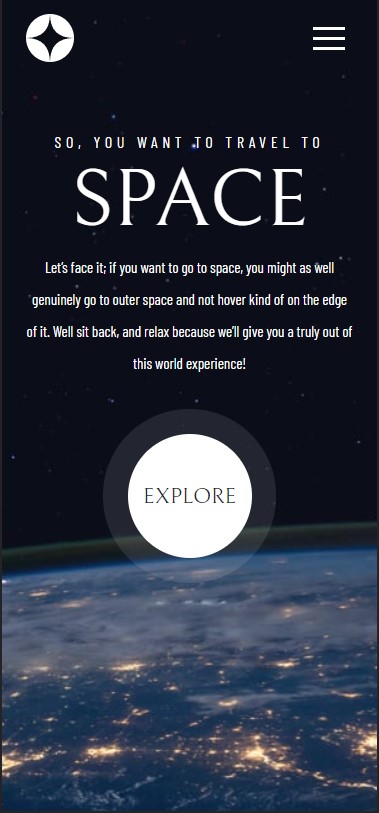 SO, YOU WANT TO TRAVEL TO
SPACE
Let's face it; if you want to go to space, you might as well
genuinely go to outer space and not hover kind of on the edge
of it. Well sit back, and relax because we'll give you a truly out of
this world experience!
EXPLORE